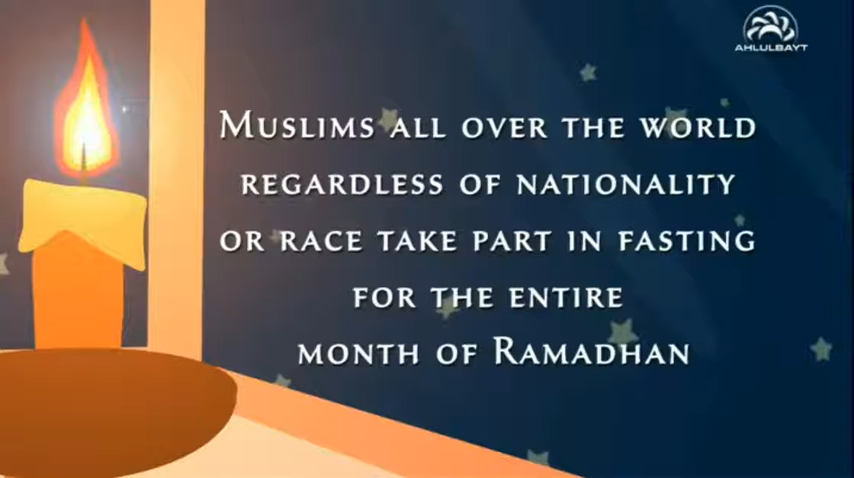 AHLULBAYT
MUSLIMS ALL OVER THE WORLD
REGARDLESS OF NATIONALITY
OR RACE TAKE PART IN FASTING
FOR THE ENTIRE
MONTH OF RAMADHAN